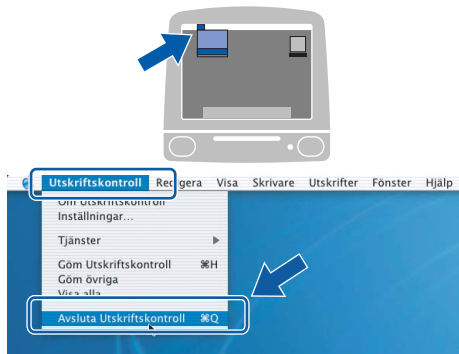 Utskriftskontroll Redigera Visa Skrivare Utskrifter Fönster Hjälp
Om Utskriftskontroll
Inställningar...
Tjänster ▶
Göm Utskriftskontroll ⌘H
Göm övriga
Visa alla
Avsluta Utskriftskontroll ⌘Q